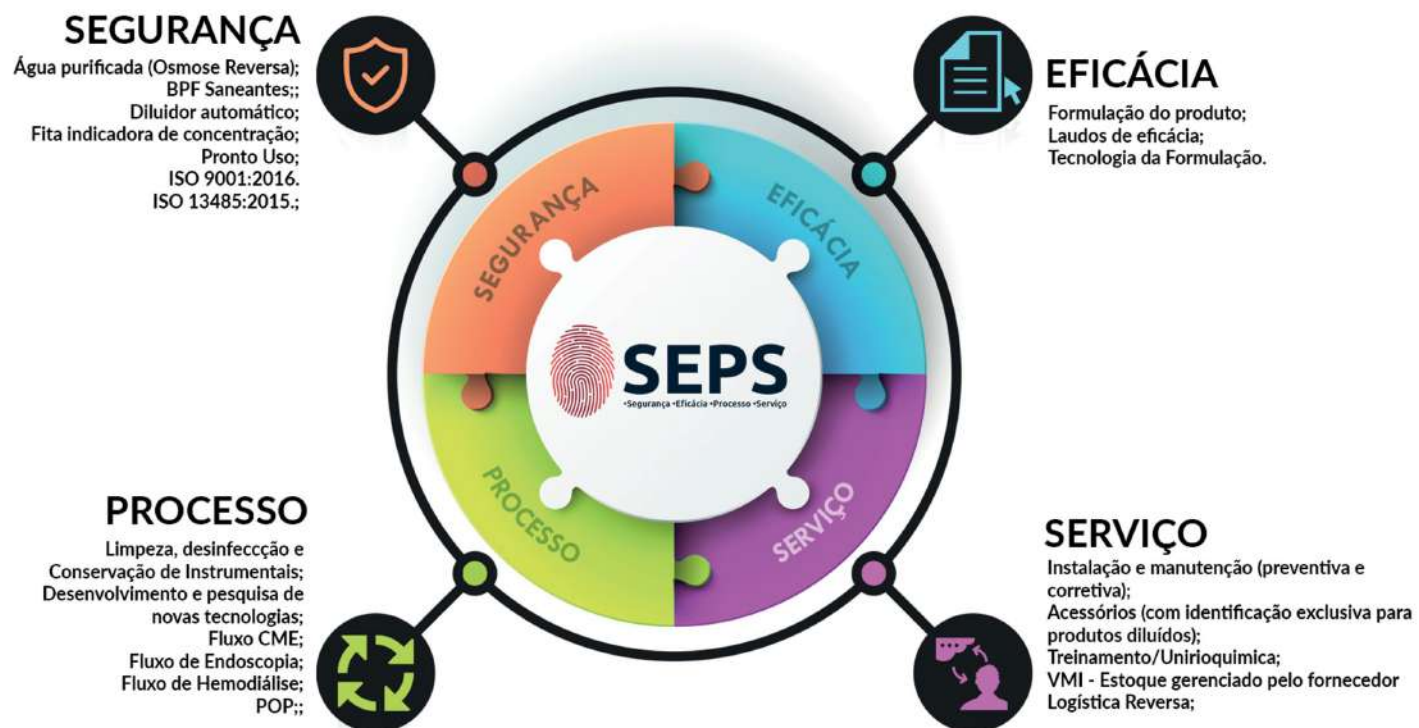 SEGURANÇA
Água purificada (Osmose Reversa);
BPF Saneantes;;
Diluidor automático;
Fita indicadora de concentração;
Pronto Uso;
ISO 9001:2016.
ISO 13485:2015.;
EFICÁCIA
Formulação do produto;
Laudos de eficácia;
Tecnologia da Formulação.
SEGURANÇA
EFICÁCIA
SEPS
•Segurança •Eficácia •Processo •Serviço
PROCESSO
SERVIÇO
PROCESSO
Limpeza, desinfeccção e
Conservação de Instrumentais;
Desenvolvimento e pesquisa de
novas tecnologias;
Fluxo CME;
Fluxo de Endoscopia;
Fluxo de Hemodiálise;
POP;;
SERVIÇO
Instalação e manutenção (preventiva e
corretiva);
Acessórios (com identificação exclusiva para
produtos diluídos);
Treinamento/Unirioquimica;
VMI - Estoque gerenciado pelo fornecedor
Logística Reversa;